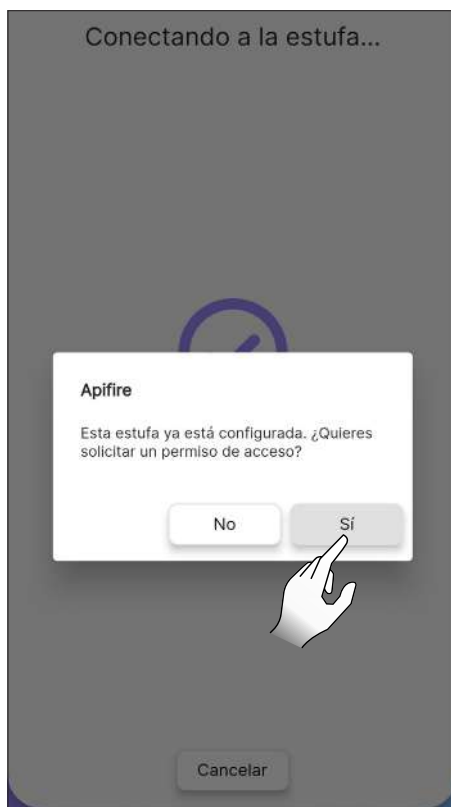 Conectando a la estufa...
Apifire
Esta estufa ya está configurada. ¿Quieres
solicitar un permiso de acceso?
No
Sí
Cancelar